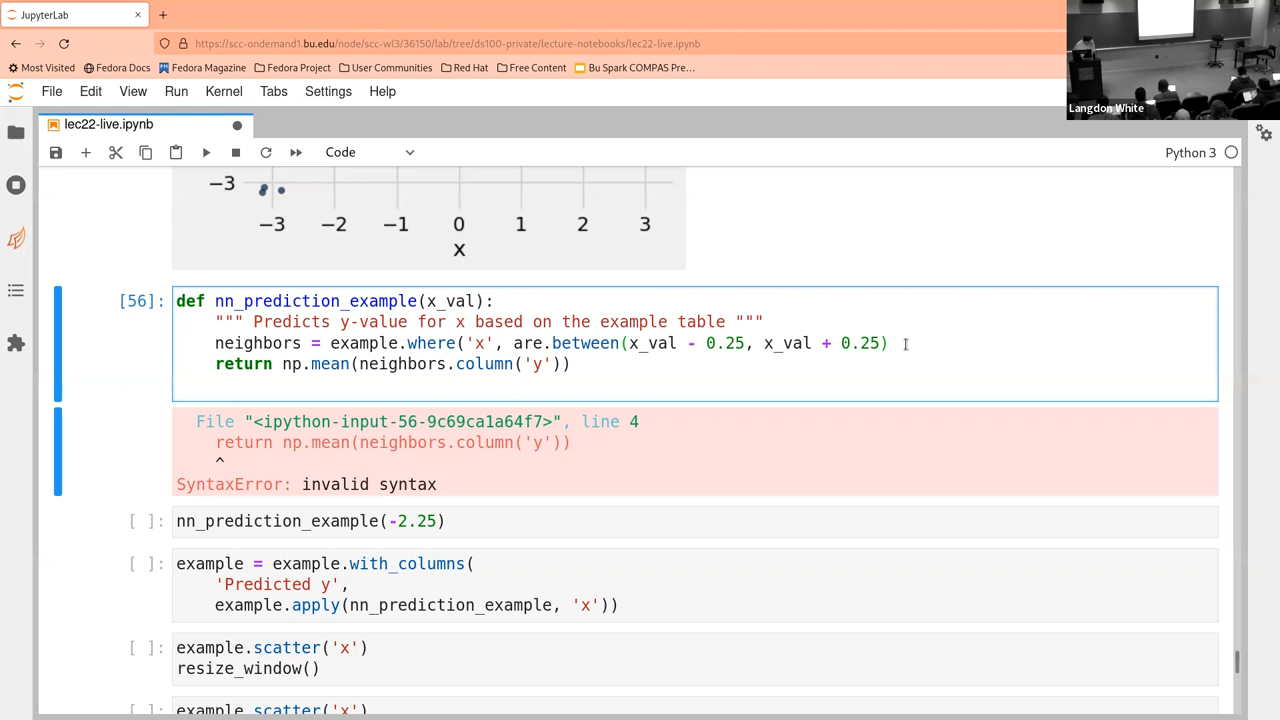 JupyterLab
https://scc-ondemand1.bu.edu/node/scc-wl3/36150/lab/tree/ds100-private/lecture-notebooks/lec22-live.ipynb
Most Visited Fedora Docs Fedora Magazine Fedora Project User Communities Red Hat Free Content Bu Spark COMPAS Pre…
Langdon White
File Edit View Run Kernel Tabs Settings Help
lec22-live.ipynb
Code Python 3
−3
−3 −2 −1 0 1 2 3
x
[56]: def nn_prediction_example(x_val):
""" Predicts y-value for x based on the example table """
neighbors = example.where('x', are.between(x_val - 0.25, x_val + 0.25)
return np.mean(neighbors.column('y'))
File "<ipython-input-56-9c69ca1a64f7>", line 4
return np.mean(neighbors.column('y'))
^
SyntaxError: invalid syntax
[ ]: nn_prediction_example(-2.25)
[ ]: example = example.with_columns(
'Predicted y',
example.apply(nn_prediction_example, 'x'))
[ ]: example.scatter('x')
resize_window()
[ ]: example.scatter('x')